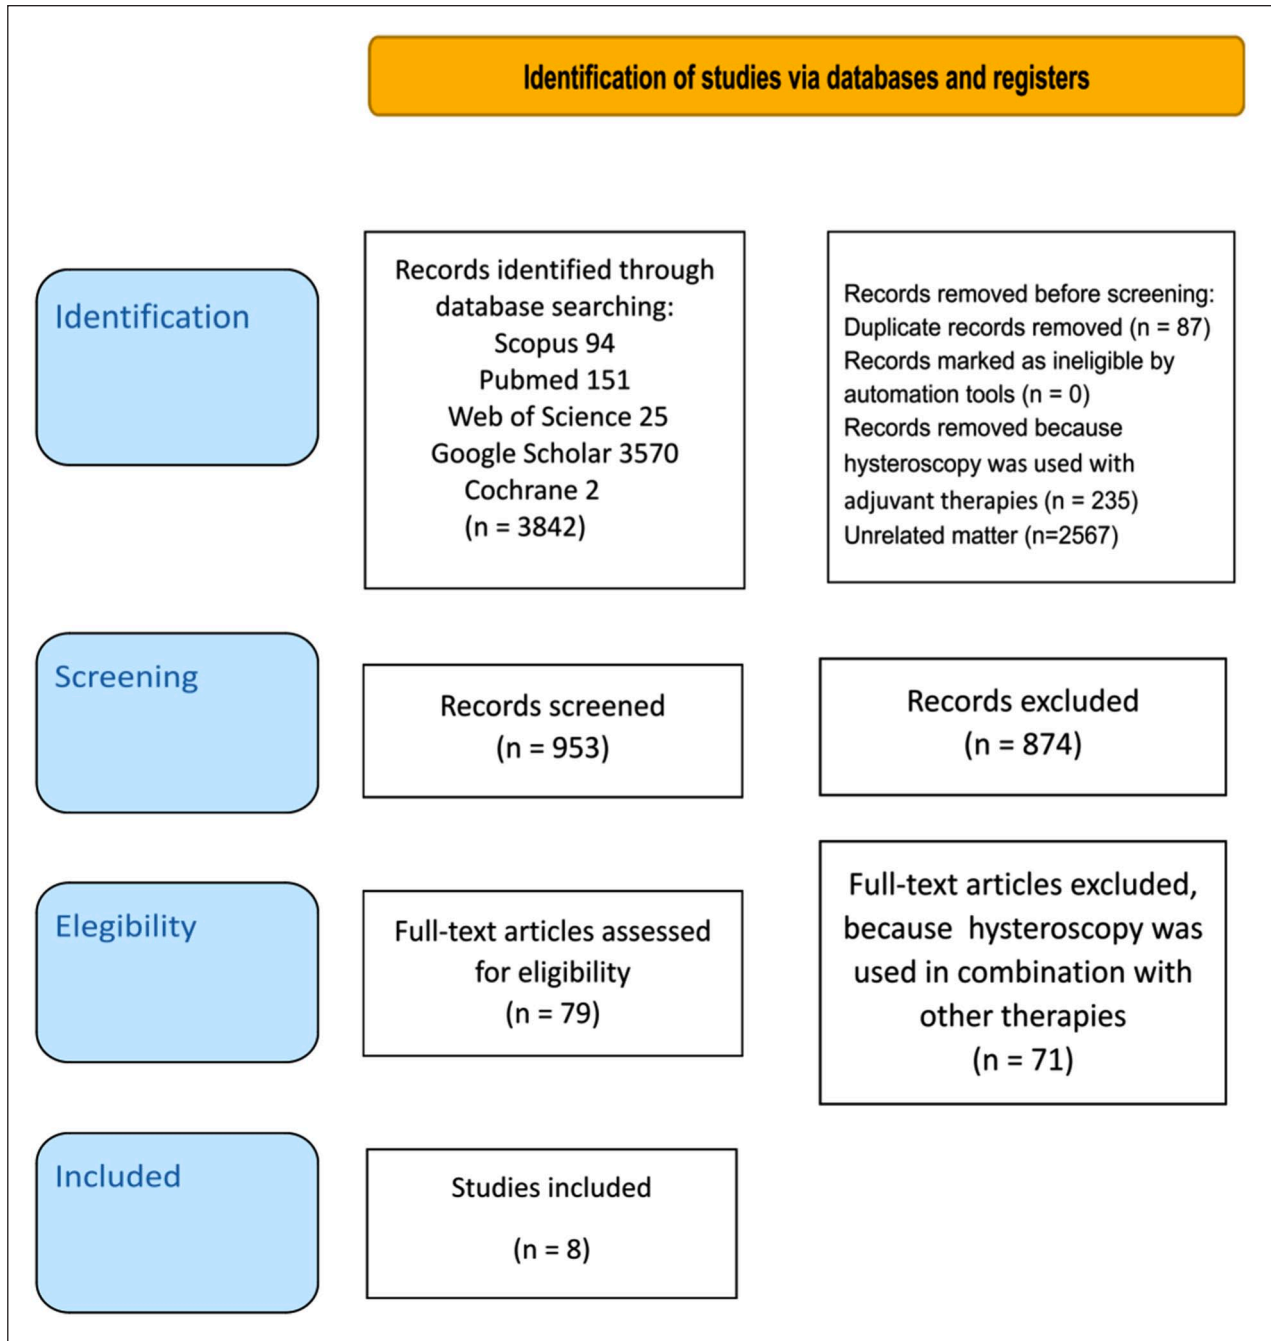 Identification of studies via databases and registers
Identification
Records identified through
database searching:
Scopus 94
Pubmed 151
Web of Science 25
Google Scholar 3570
Cochrane 2
(n = 3842)
Records removed before screening:
Duplicate records removed (n = 87)
Records marked as ineligible by
automation tools (n = 0)
Records removed because
hysteroscopy was used with
adjuvant therapies (n = 235)
Unrelated matter (n=2567)
Screening
Records screened
(n = 953)
Records excluded
(n = 874)
Elegibility
Full-text articles assessed
for eligibility
(n = 79)
Full-text articles excluded,
because hysteroscopy was
used in combination with
other therapies
(n = 71)
Included
Studies included
(n = 8)